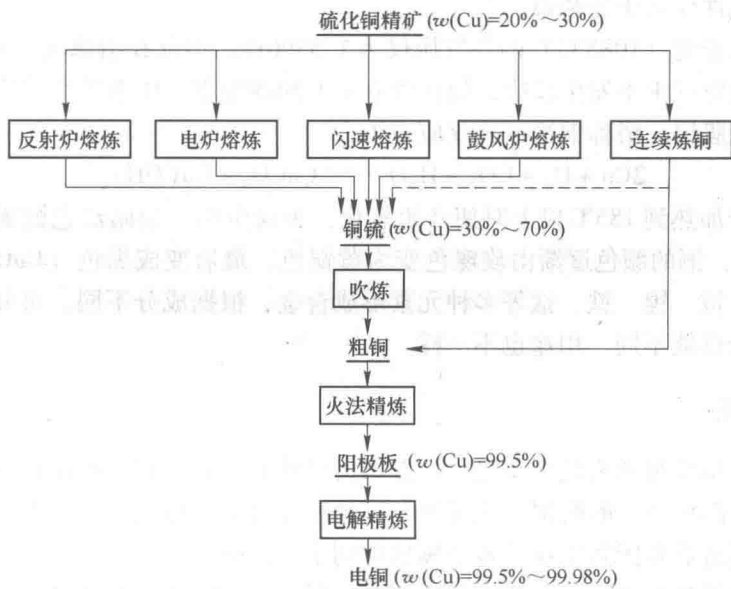 硫化铜精矿 (w(Cu)=20%～30%)
反射炉熔炼 电炉熔炼 闪速熔炼 鼓风炉熔炼 连续炼铜
铜锍 (w(Cu)=30%～70%)
吹炼
粗铜
火法精炼
阳极板 (w(Cu)=99.5%)
电解精炼
电铜 (w(Cu)=99.5%～99.98%)